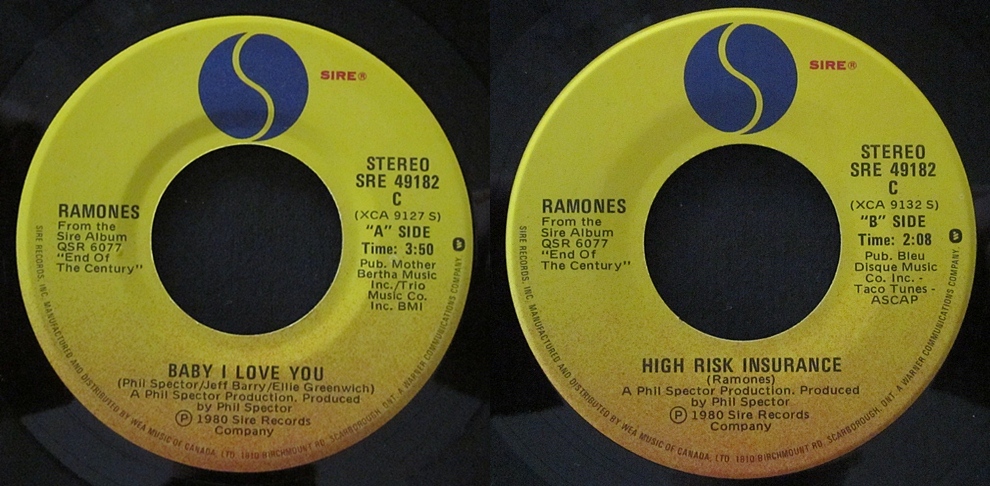 SIRE®
STEREO
SRE 49182
C
(XCA 9127 S)
"A" SIDE
Time: 3:50
Pub. Mother
Bertha Music
Inc./Trio
Music Co.
Inc. BMI
RAMONES
From the
Sire Album
QSR 6077
"End Of
The Century"
BABY I LOVE YOU
(Phil Spector/Jeff Barry/Ellie Greenwich)
A Phil Spector Production. Produced
by Phil Spector
Ⓟ 1980 Sire Records
Company
SIRE RECORDS, INC. MANUFACTURED AND DISTRIBUTED BY WEA MUSIC OF CANADA, LTD. 1810 BIRCHMOUNT RD. SCARBOROUGH, ONT. A WARNER COMMUNICATIONS COMPANY
SIRE®
STEREO
SRE 49182
C
(XCA 9132 S)
"B" SIDE
Time: 2:08
Pub. Bleu
Disque Music
Co. Inc. -
Taco Tunes -
ASCAP
RAMONES
From the
Sire Album
QSR 6077
"End Of
The Century"
HIGH RISK INSURANCE
(Ramones)
A Phil Spector Production. Produced
by Phil Spector
Ⓟ 1980 Sire Records
Company
SIRE RECORDS, INC. MANUFACTURED AND DISTRIBUTED BY WEA MUSIC OF CANADA, LTD. 1810 BIRCHMOUNT RD. SCARBOROUGH, ONT. A WARNER COMMUNICATIONS COMPANY